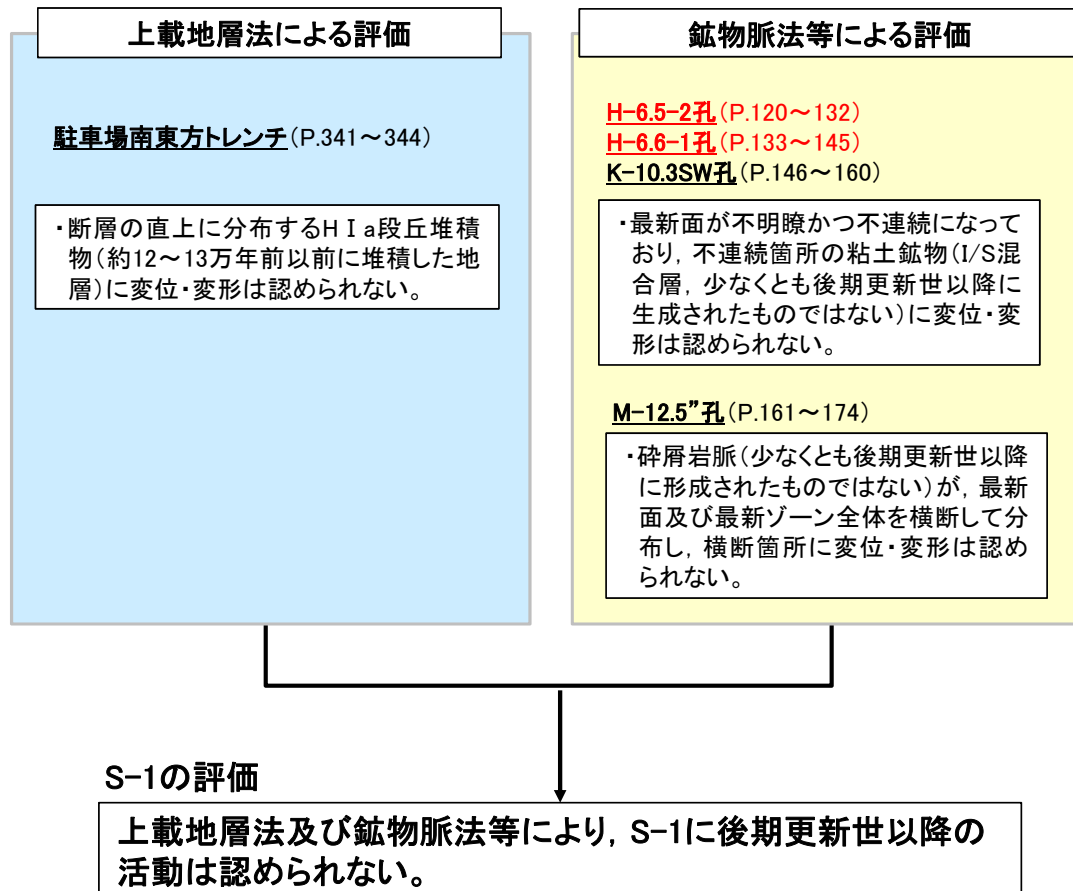 上載地層法による評価
駐車場南東方トレンチ(P.341~344)
・断層の直上に分布するHⅠa段丘堆積
物(約12~13万年前以前に堆積した地
層)に変位・変形は認められない。
鉱物脈法等による評価
H-6.5-2孔(P.120~132)
H-6.6-1孔(P.133~145)
K-10.3SW孔(P.146~160)
・最新面が不明瞭かつ不連続になって
おり,不連続箇所の粘土鉱物(I/S混
合層,少なくとも後期更新世以降に
生成されたものではない)に変位・変
形は認められない。
M-12.5”孔(P.161~174)
・砕屑岩脈(少なくとも後期更新世以降
に形成されたものではない)が,最新
面及び最新ゾーン全体を横断して分
布し,横断箇所に変位・変形は認め
られない。
S-1の評価
上載地層法及び鉱物脈法等により,S-1に後期更新世以降の
活動は認められない。